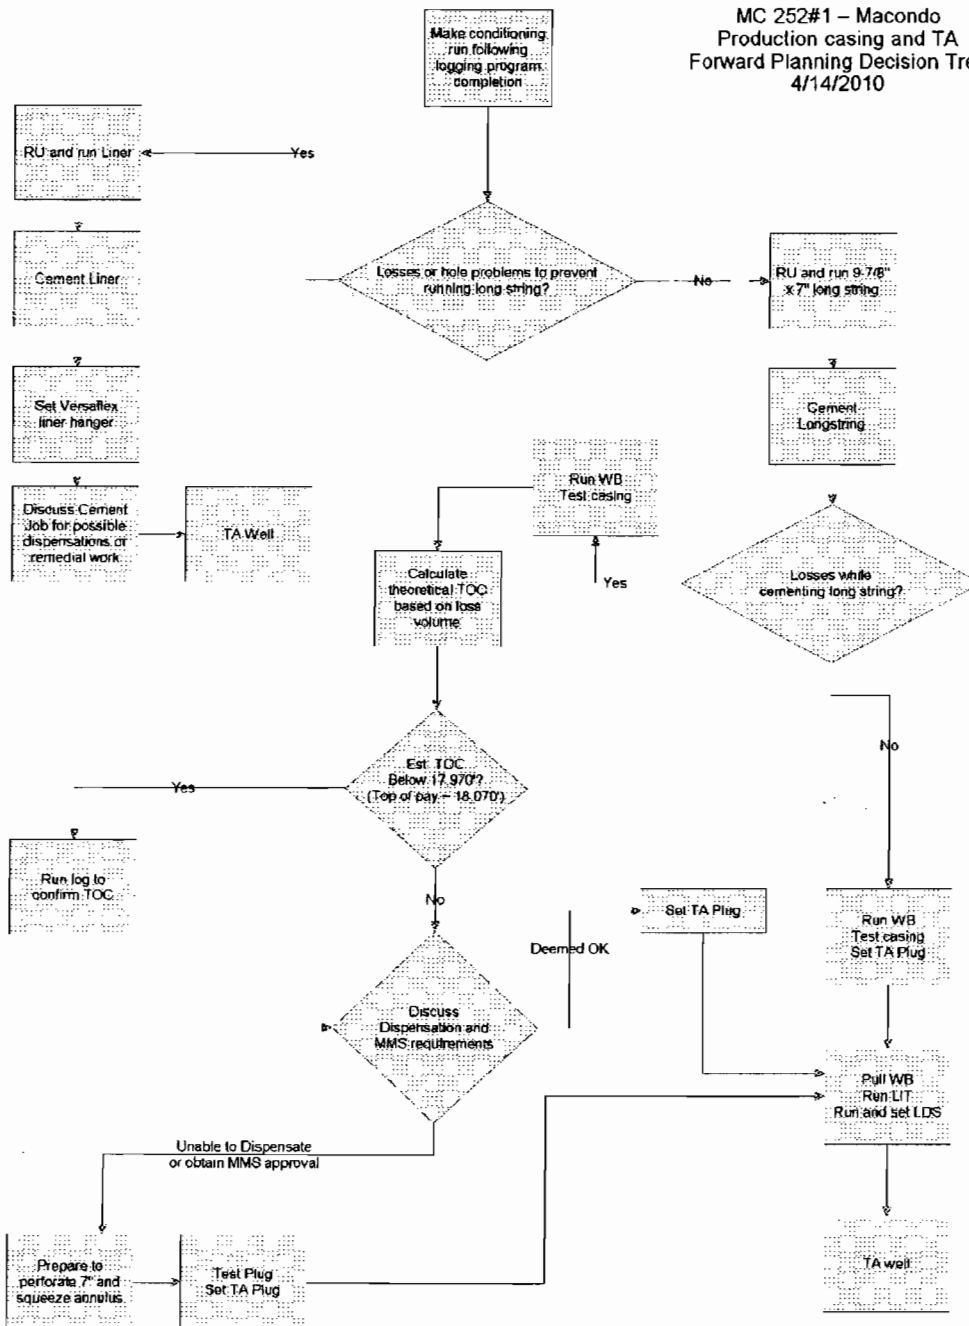 MC 252#1 – Macondo
Production casing and TA
Forward Planning Decision Tre
4/14/2010
Make conditioning
run following
logging program
completion
RU and run Liner
Yes
Cement Liner
Losses or hole problems to prevent
running long string?
No
RU and run 9-7/8"
x 7" long string
Set Versaflex
liner hanger
Cement
Longstring
Run WB
Test casing
Discuss Cement
Job for possible
dispensations or
remedial work
TA Well
Calculate
theoretical TOC
based on loss
volume
Yes
Losses while
cementing long string?
No
Est. TOC
Below 17,970'?
(Top of pay – 18,070')
Yes
Run log to
confirm TOC
No
Set TA Plug
Run WB
Test casing
Set TA Plug
Deemed OK
Discuss
Dispensation and
MMS requirements
Pull WB
Run LIT
Run and set LDS
Unable to Dispensate
or obtain MMS approval
Prepare to
perforate 7" and
squeeze annulus.
Test Plug
Set TA Plug
TA well